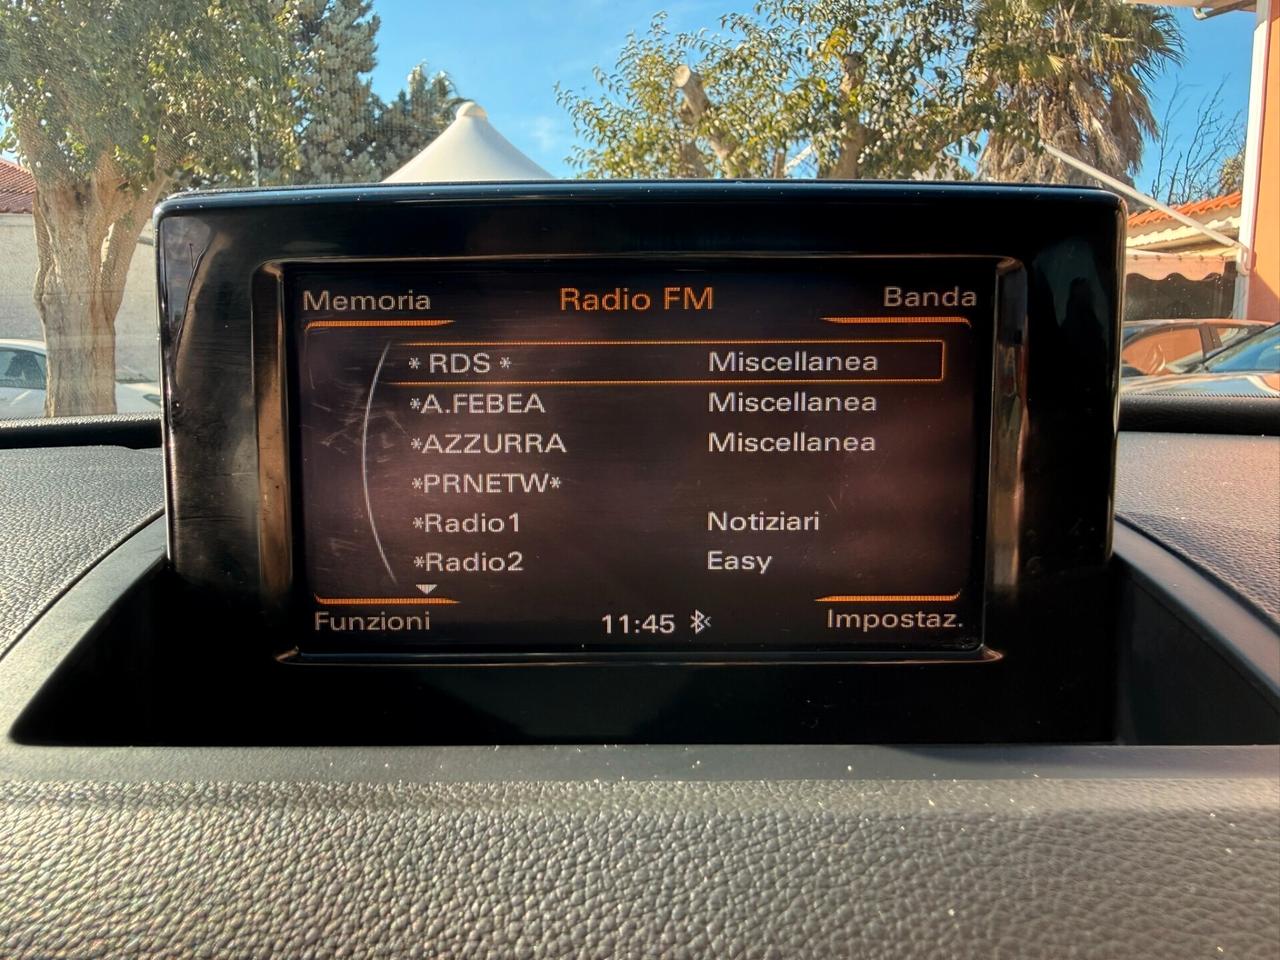 Memoria Radio FM Banda
* RDS * Miscellanea
*A.FEBEA Miscellanea
*AZZURRA Miscellanea
*PRNETW*
*Radio1 Notiziari
*Radio2 Easy
Funzioni 11:45 Impostaz.